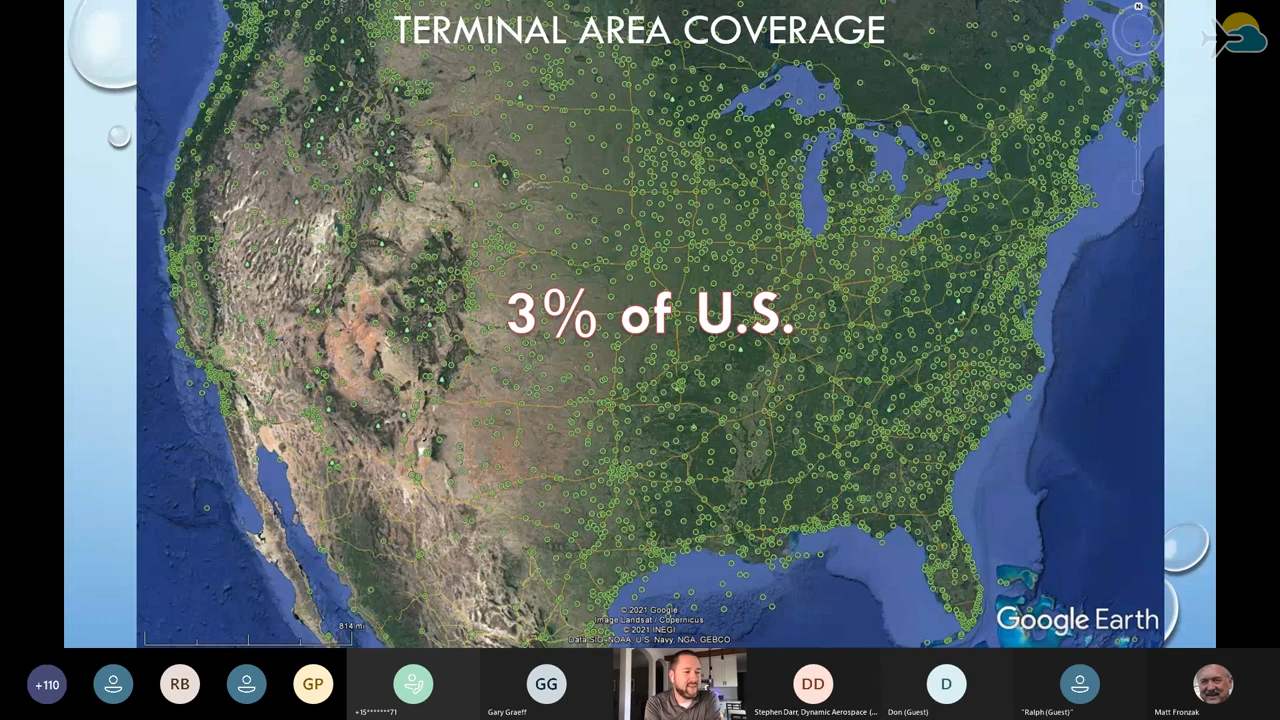 TERMINAL AREA COVERAGE
N
3% of U.S.
© 2021 Google
Image Landsat / Copernicus
© 2021 INEGI
Data SIO, NOAA, U.S. Navy, NGA, GEBCO
814 mi
Google Earth
+110
RB
GP
+15*******71
GG
Gary Graeff
DD
Stephen Darr, Dynamic Aerospace (...
D
Don (Guest)
"Ralph (Guest)"
Matt Fronzak